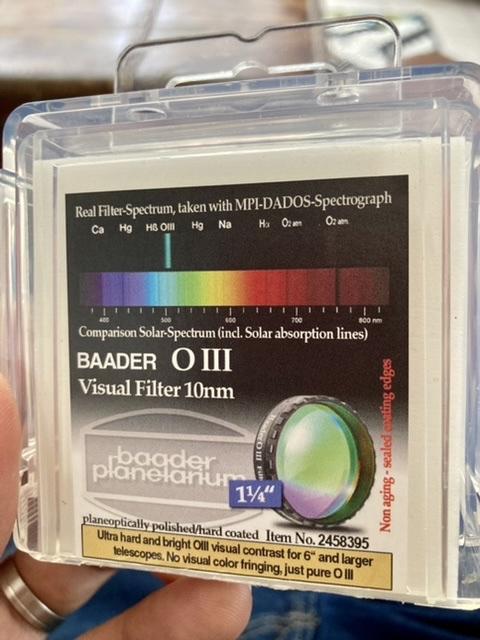 Real Filter-Spectrum, taken with MPI-DADOS-Spectrograph
Ca Hg Hß OIII Hg Na Hα O₂ atm. O₂ atm.
400 500 600 700 800 nm
Comparison Solar-Spectrum (incl. Solar absorption lines)
BAADER O III
Visual Filter 10nm
baader
planetarium
1¼"
Non aging - sealed coating edges
planeoptically polished/hard coated Item No. 2458395
Ultra hard and bright OIII visual contrast for 6" and larger
telescopes. No visual color fringing, just pure O III